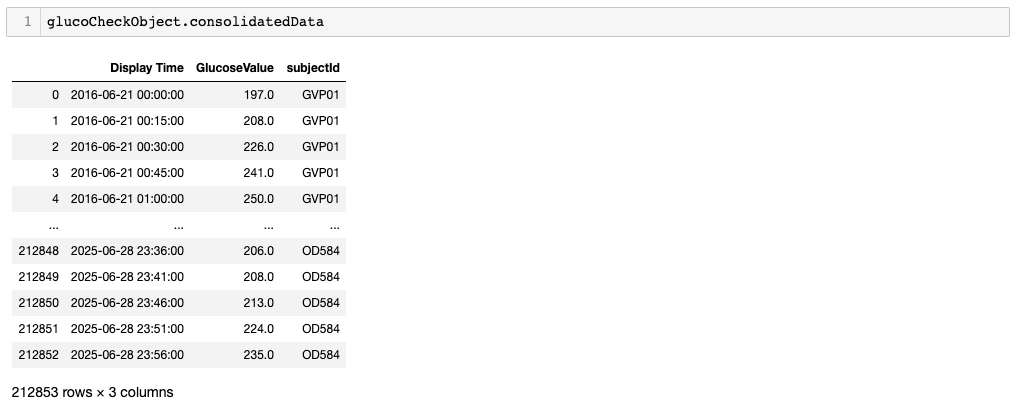 1 glucoCheckObject.consolidatedData
Display Time GlucoseValue subjectId
0 2016-06-21 00:00:00 197.0 GVP01
1 2016-06-21 00:15:00 208.0 GVP01
2 2016-06-21 00:30:00 226.0 GVP01
3 2016-06-21 00:45:00 241.0 GVP01
4 2016-06-21 01:00:00 250.0 GVP01
... ... ... ...
212848 2025-06-28 23:36:00 206.0 OD584
212849 2025-06-28 23:41:00 208.0 OD584
212850 2025-06-28 23:46:00 213.0 OD584
212851 2025-06-28 23:51:00 224.0 OD584
212852 2025-06-28 23:56:00 235.0 OD584
212853 rows × 3 columns